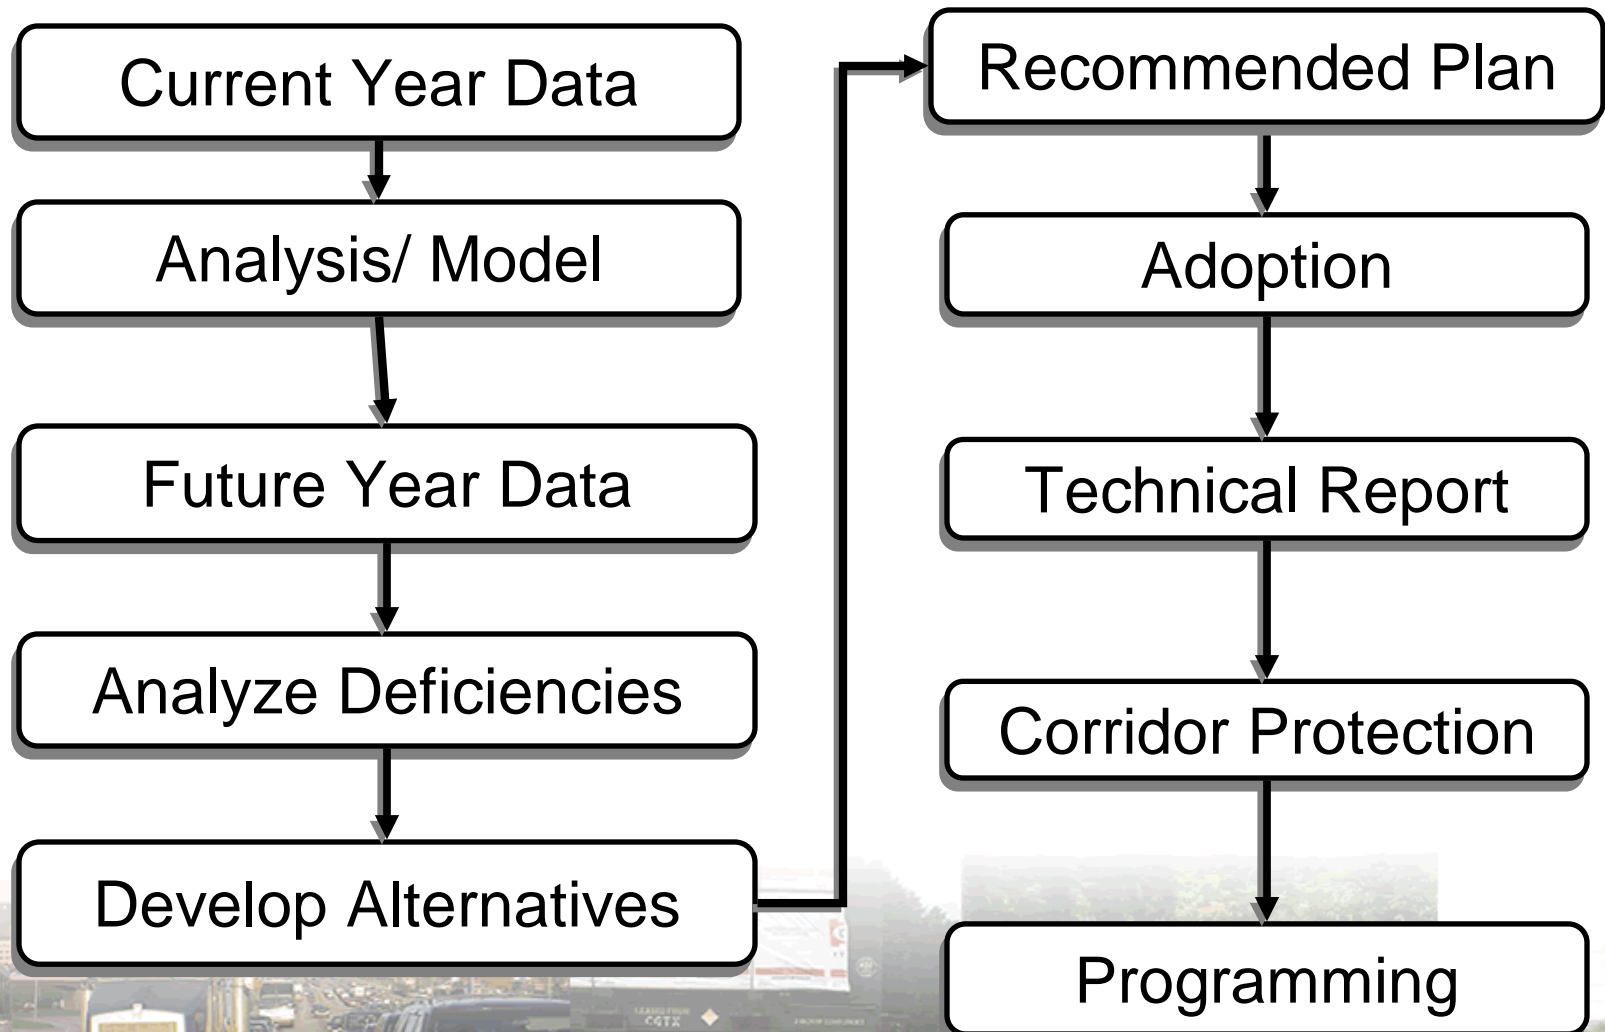 Current Year Data
Analysis/ Model
Future Year Data
Analyze Deficiencies
Develop Alternatives
Recommended Plan
Adoption
Technical Report
Corridor Protection
Programming
CGTX